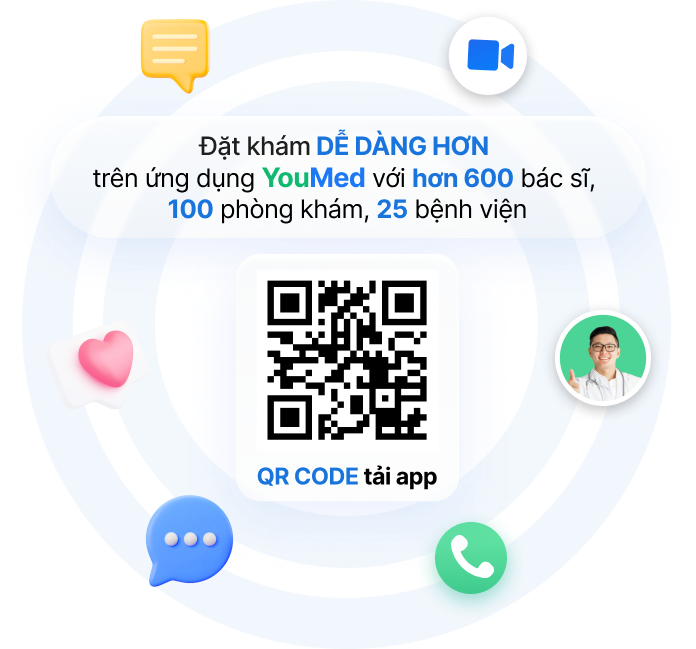 Đặt khám DỄ DÀNG HƠN
trên ứng dụng YouMed với hơn 600 bác sĩ,
100 phòng khám, 25 bệnh viện
QR CODE tải app